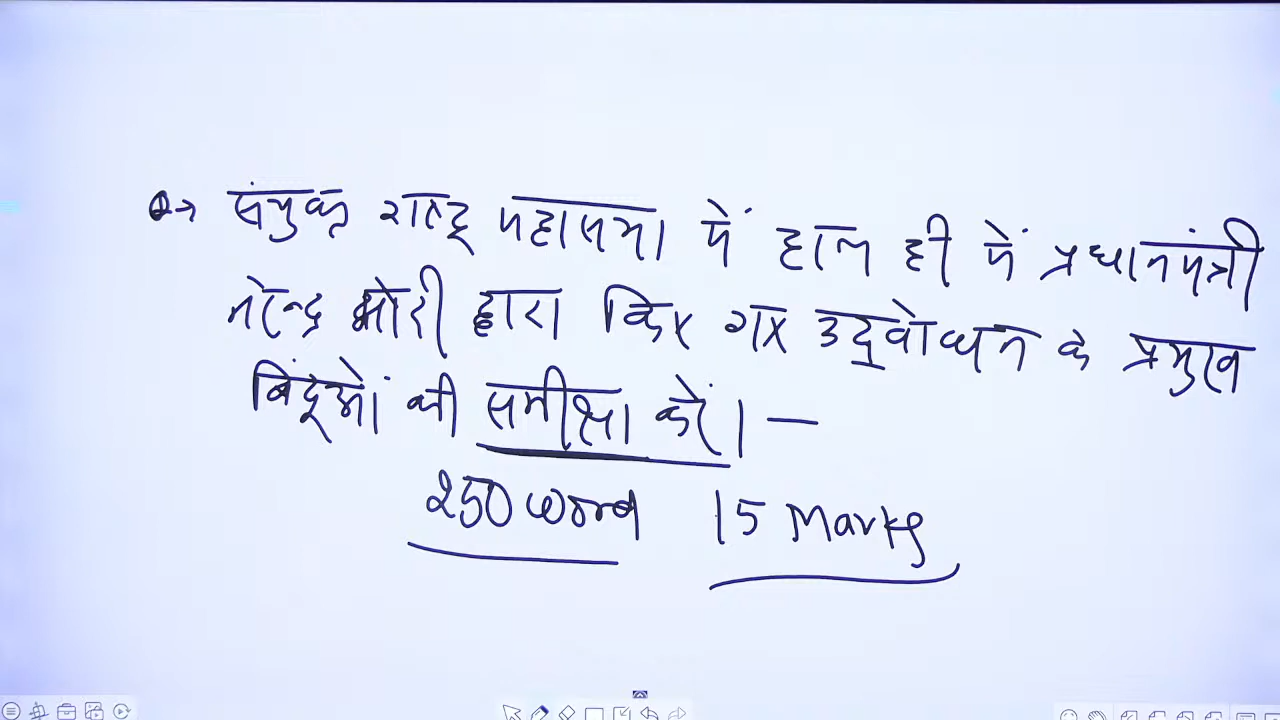 Q→ संयुक्त राष्ट्र महासभा में हाल ही में प्रधानमंत्री
नरेन्द्र मोदी द्वारा किए गए उद्बोधन के प्रमुख
बिंदुओं की समीक्षा करें। —
250 word 15 Marks